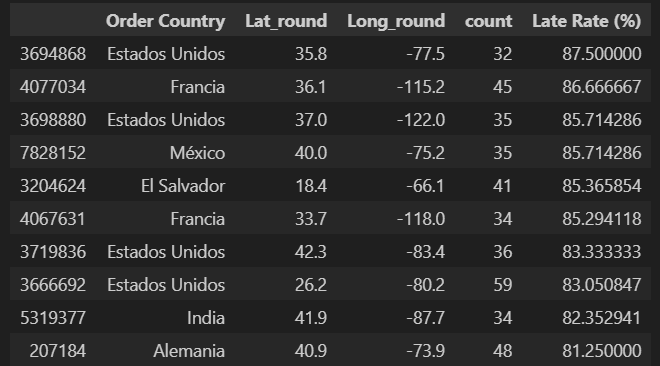 Order Country Lat_round Long_round count Late Rate (%)
3694868 Estados Unidos 35.8 -77.5 32 87.500000
4077034 Francia 36.1 -115.2 45 86.666667
3698880 Estados Unidos 37.0 -122.0 35 85.714286
7828152 México 40.0 -75.2 35 85.714286
3204624 El Salvador 18.4 -66.1 41 85.365854
4067631 Francia 33.7 -118.0 34 85.294118
3719836 Estados Unidos 42.3 -83.4 36 83.333333
3666692 Estados Unidos 26.2 -80.2 59 83.050847
5319377 India 41.9 -87.7 34 82.352941
207184 Alemania 40.9 -73.9 48 81.250000